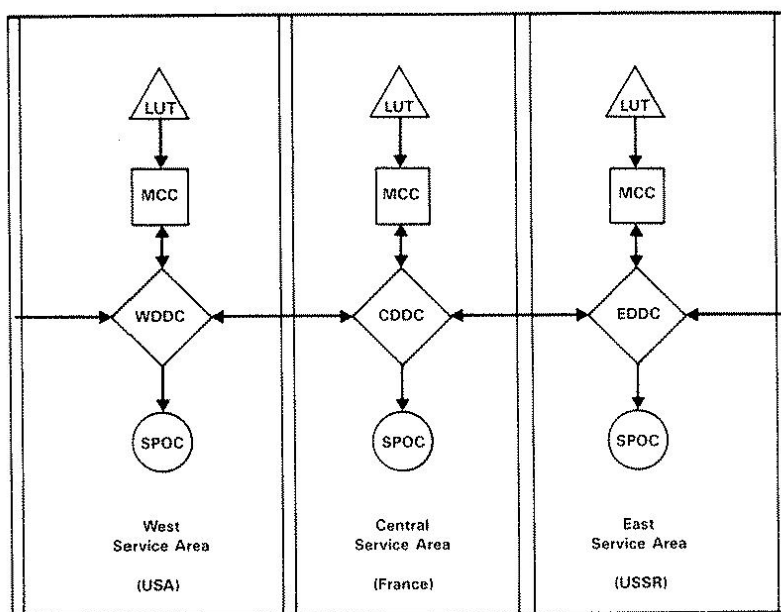 LUT
LUT
LUT
MCC
MCC
MCC
WDDC
CDDC
EDDC
SPOC
SPOC
SPOC
West
Service Area
(USA)
Central
Service Area
(France)
East
Service Area
(USSR)